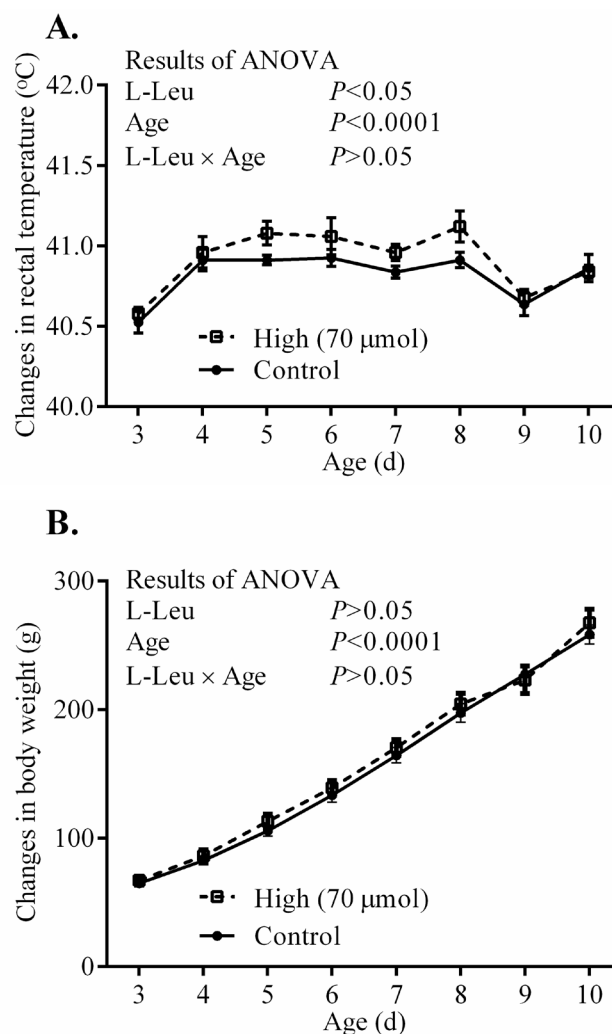 A.
Changes in rectal temperature (°C)
Results of ANOVA
L-Leu P<0.05
Age P<0.0001
L-Leu × Age P>0.05
42.0
41.5
41.0
40.5
40.0
High (70 μmol)
Control
3 4 5 6 7 8 9 10
Age (d)
B.
Changes in body weight (g)
Results of ANOVA
L-Leu P>0.05
Age P<0.0001
L-Leu × Age P>0.05
300
200
100
0
High (70 μmol)
Control
3 4 5 6 7 8 9 10
Age (d)